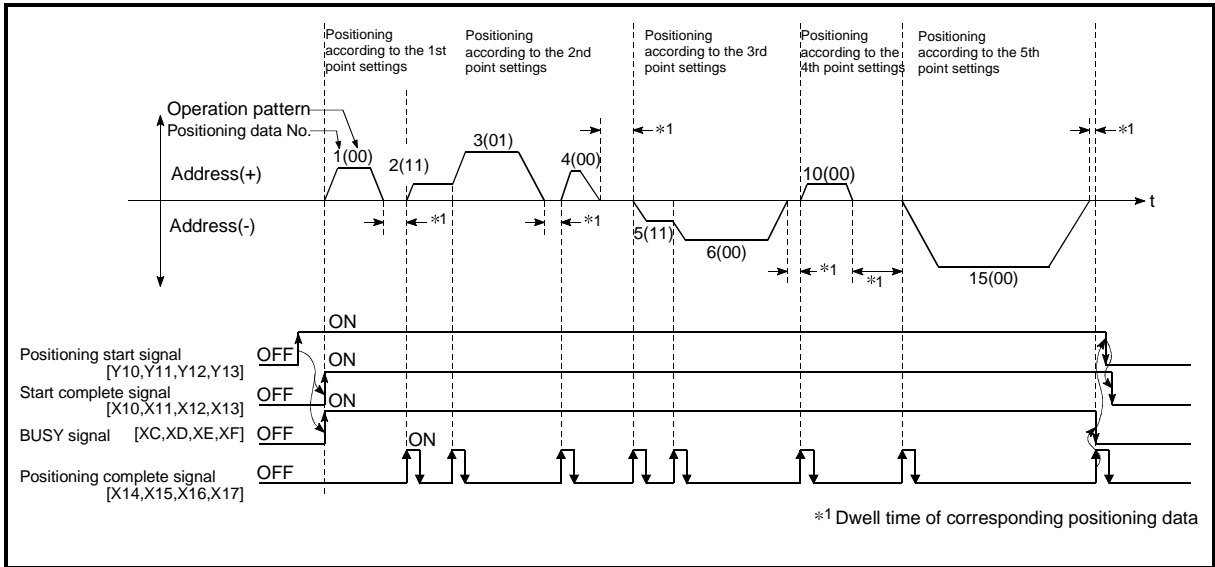 Positioning
according to the 1st
point settings
Positioning
according to the 2nd
point settings
Positioning
according to the 3rd
point settings
Positioning
according to the
4th point settings
Positioning
according to the 5th
point settings
Operation pattern
Positioning data No.
1(00)
2(11)
3(01)
4(00)
*1
10(00)
Address(+)
t
Address(-)
*1
*1
5(11)
6(00)
*1
*1
15(00)
*1
ON
Positioning start signal
[Y10,Y11,Y12,Y13]
OFF
ON
Start complete signal
[X10,X11,X12,X13]
OFF
ON
BUSY signal [XC,XD,XE,XF]
OFF
ON
Positioning complete signal
[X14,X15,X16,X17]
OFF
*1 Dwell time of corresponding positioning data